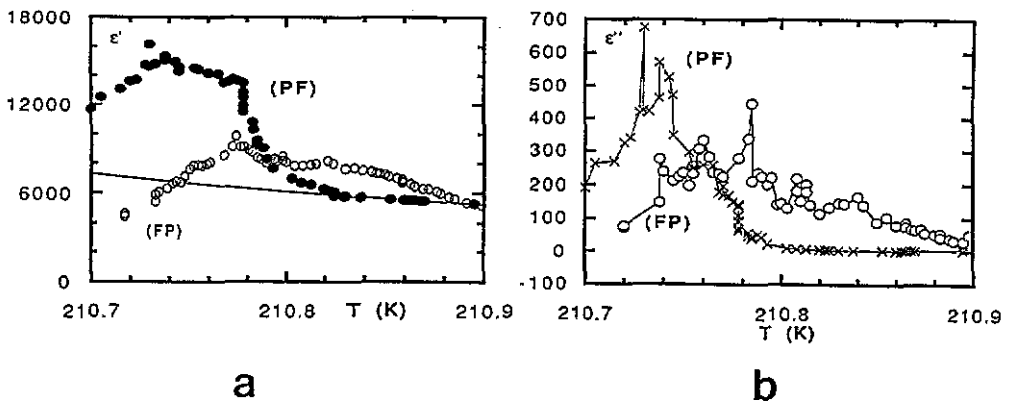 18000
12000
6000
0
ε'
(PF)
(FP)
210.7
210.8
210.9
T (K)
a
700
600
500
400
300
200
100
0
-100
ε''
(PF)
(FP)
210.7
210.8
210.9
T (K)
b